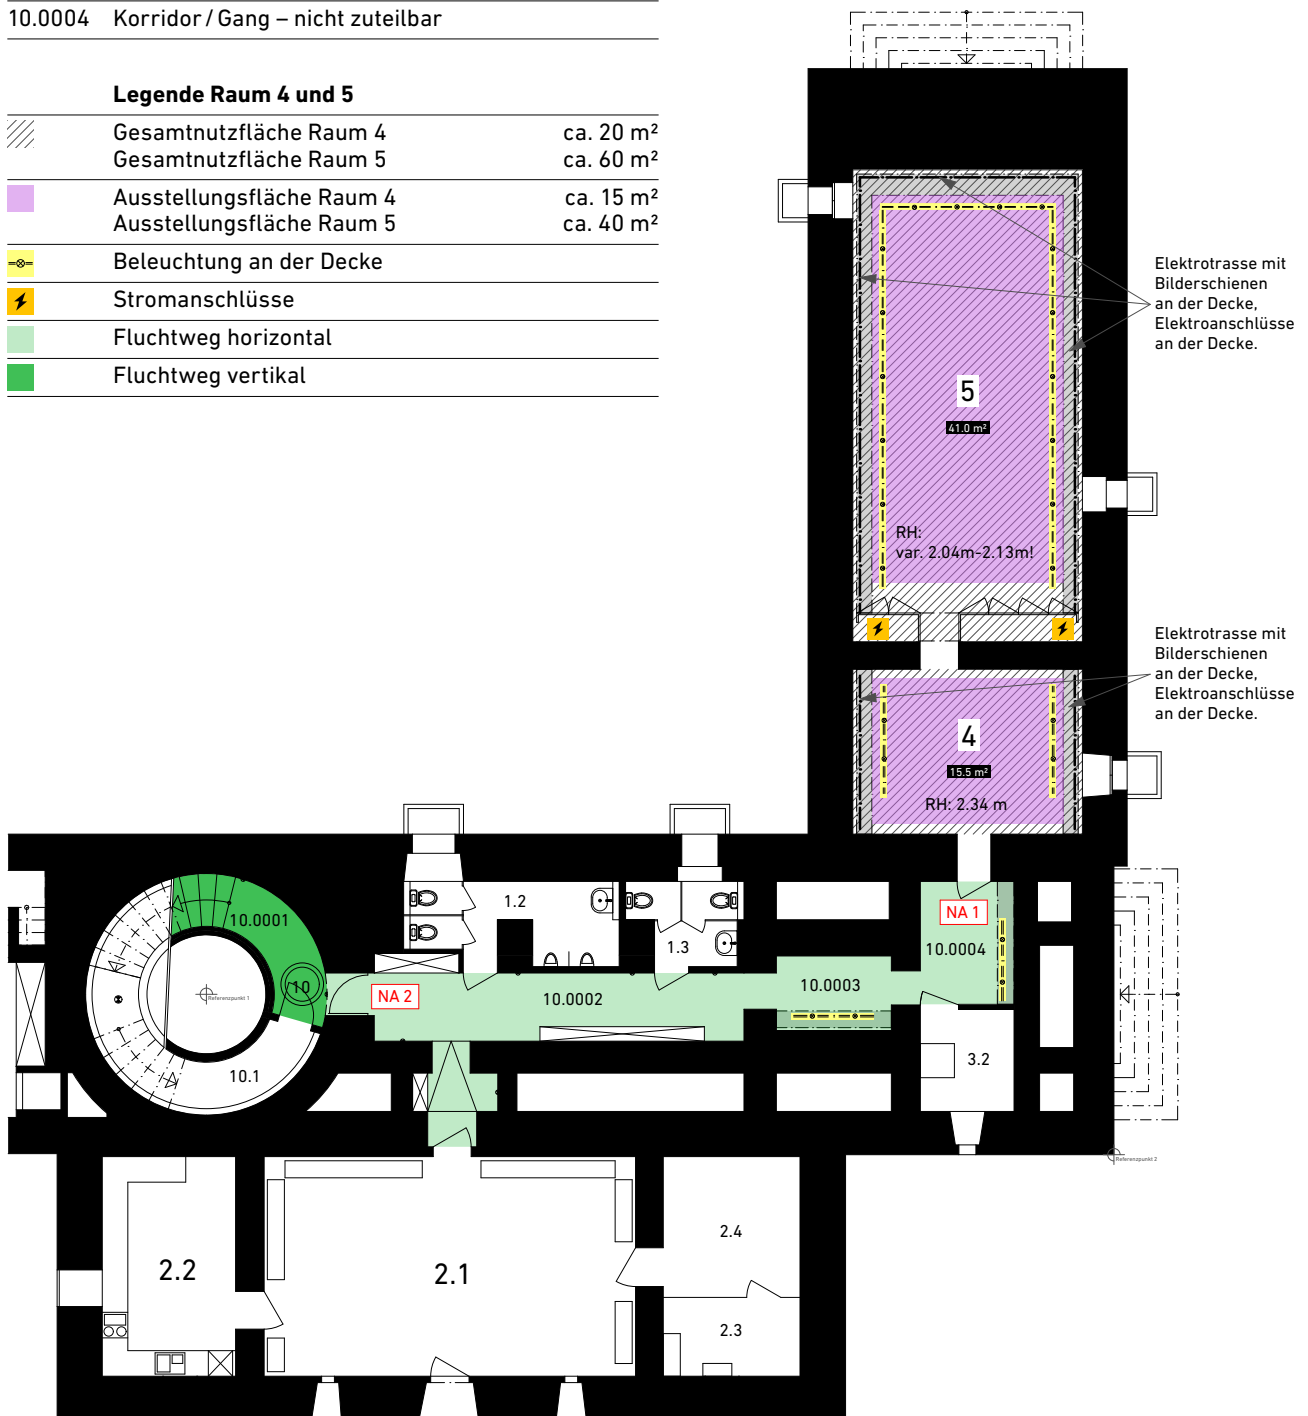 10.0004 Korridor / Gang – nicht zuteilbar
Legende Raum 4 und 5
Gesamtnutzfläche Raum 4 ca. 20 m²
Gesamtnutzfläche Raum 5 ca. 60 m²
Ausstellungsfläche Raum 4 ca. 15 m²
Ausstellungsfläche Raum 5 ca. 40 m²
Beleuchtung an der Decke
Stromanschlüsse
Fluchtweg horizontal
Fluchtweg vertikal
Elektrotrasse mit
Bilderschienen
an der Decke,
Elektroanschlüsse
an der Decke.
5
41.0 m²
RH:
var. 2.04m-2.13m!
Elektrotrasse mit
Bilderschienen
an der Decke,
Elektroanschlüsse
an der Decke.
4
15.5 m²
RH: 2.34 m
10.0001
1.2
1.3
NA 1
10.0004
10
Referenzpunkt 1
NA 2
10.0002
10.0003
10.1
3.2
Referenzpunkt 2
2.2
2.1
2.4
2.3